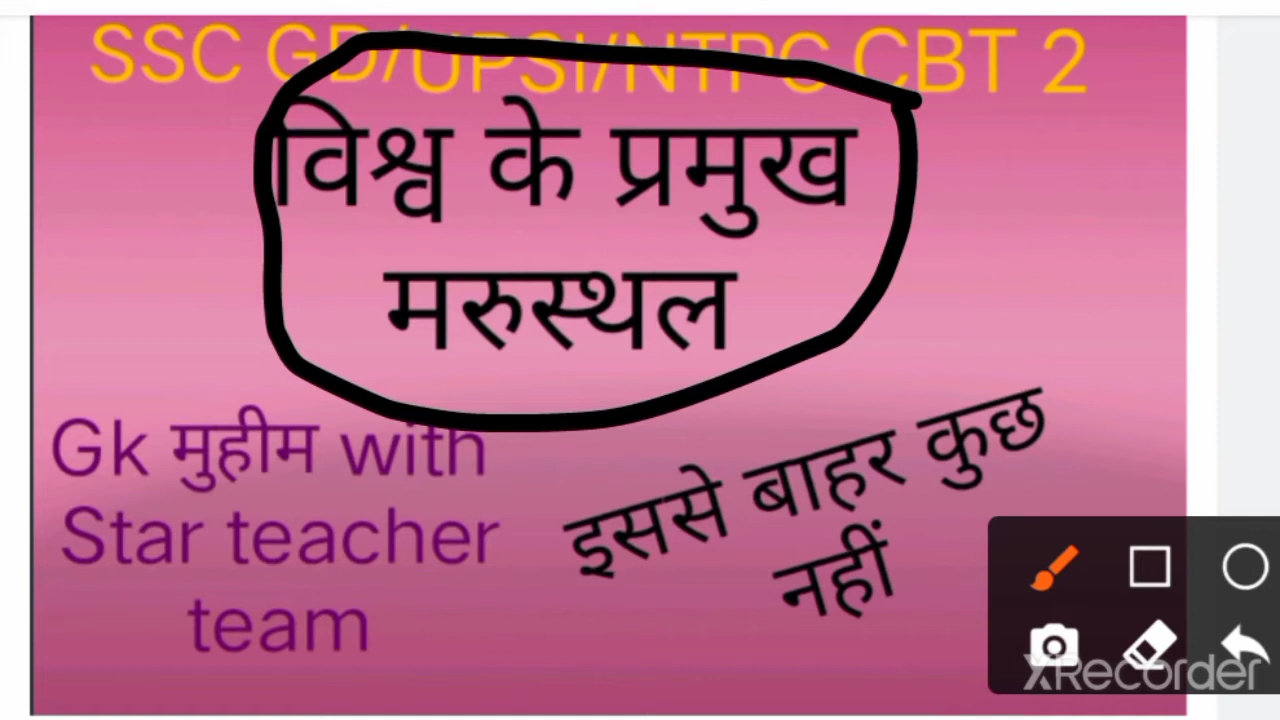 SSC GD/UPSI/NTPC CBT 2
विश्व के प्रमुख
मरुस्थल
Gk मुहीम with
Star teacher
team
इससे बाहर कुछ
नहीं
XRecorder